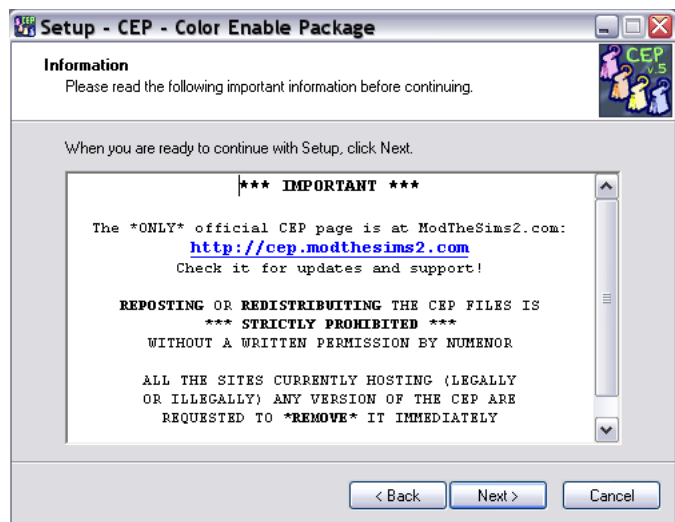 Setup - CEP - Color Enable Package
Information
Please read the following important information before continuing.
CEP
v.5
When you are ready to continue with Setup, click Next.
*** IMPORTANT ***
The *ONLY* official CEP page is at ModTheSims2.com:
http://cep.modthesims2.com
Check it for updates and support!
REPOSTING OR REDISTRIBUITING THE CEP FILES IS
*** STRICTLY PROHIBITED ***
WITHOUT A WRITTEN PERMISSION BY NUMENOR
ALL THE SITES CURRENTLY HOSTING (LEGALLY
OR ILLEGALLY) ANY VERSION OF THE CEP ARE
REQUESTED TO *REMOVE* IT IMMEDIATELY
< Back
Next >
Cancel